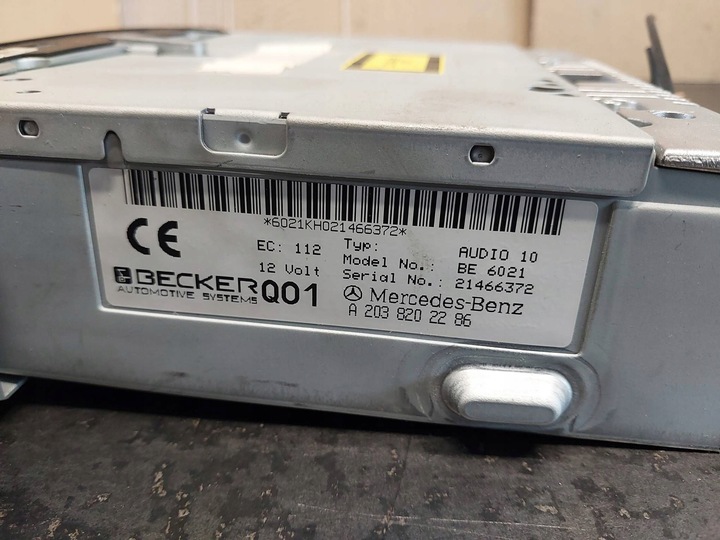 *6021KH021466372*
CE
EC: 112 Typ: AUDIO 10
12 Volt Model No.: BE 6021
Serial No.: 21466372
BECKER
AUTOMOTIVE SYSTEMS Q01
Mercedes-Benz
A 203 820 22 86